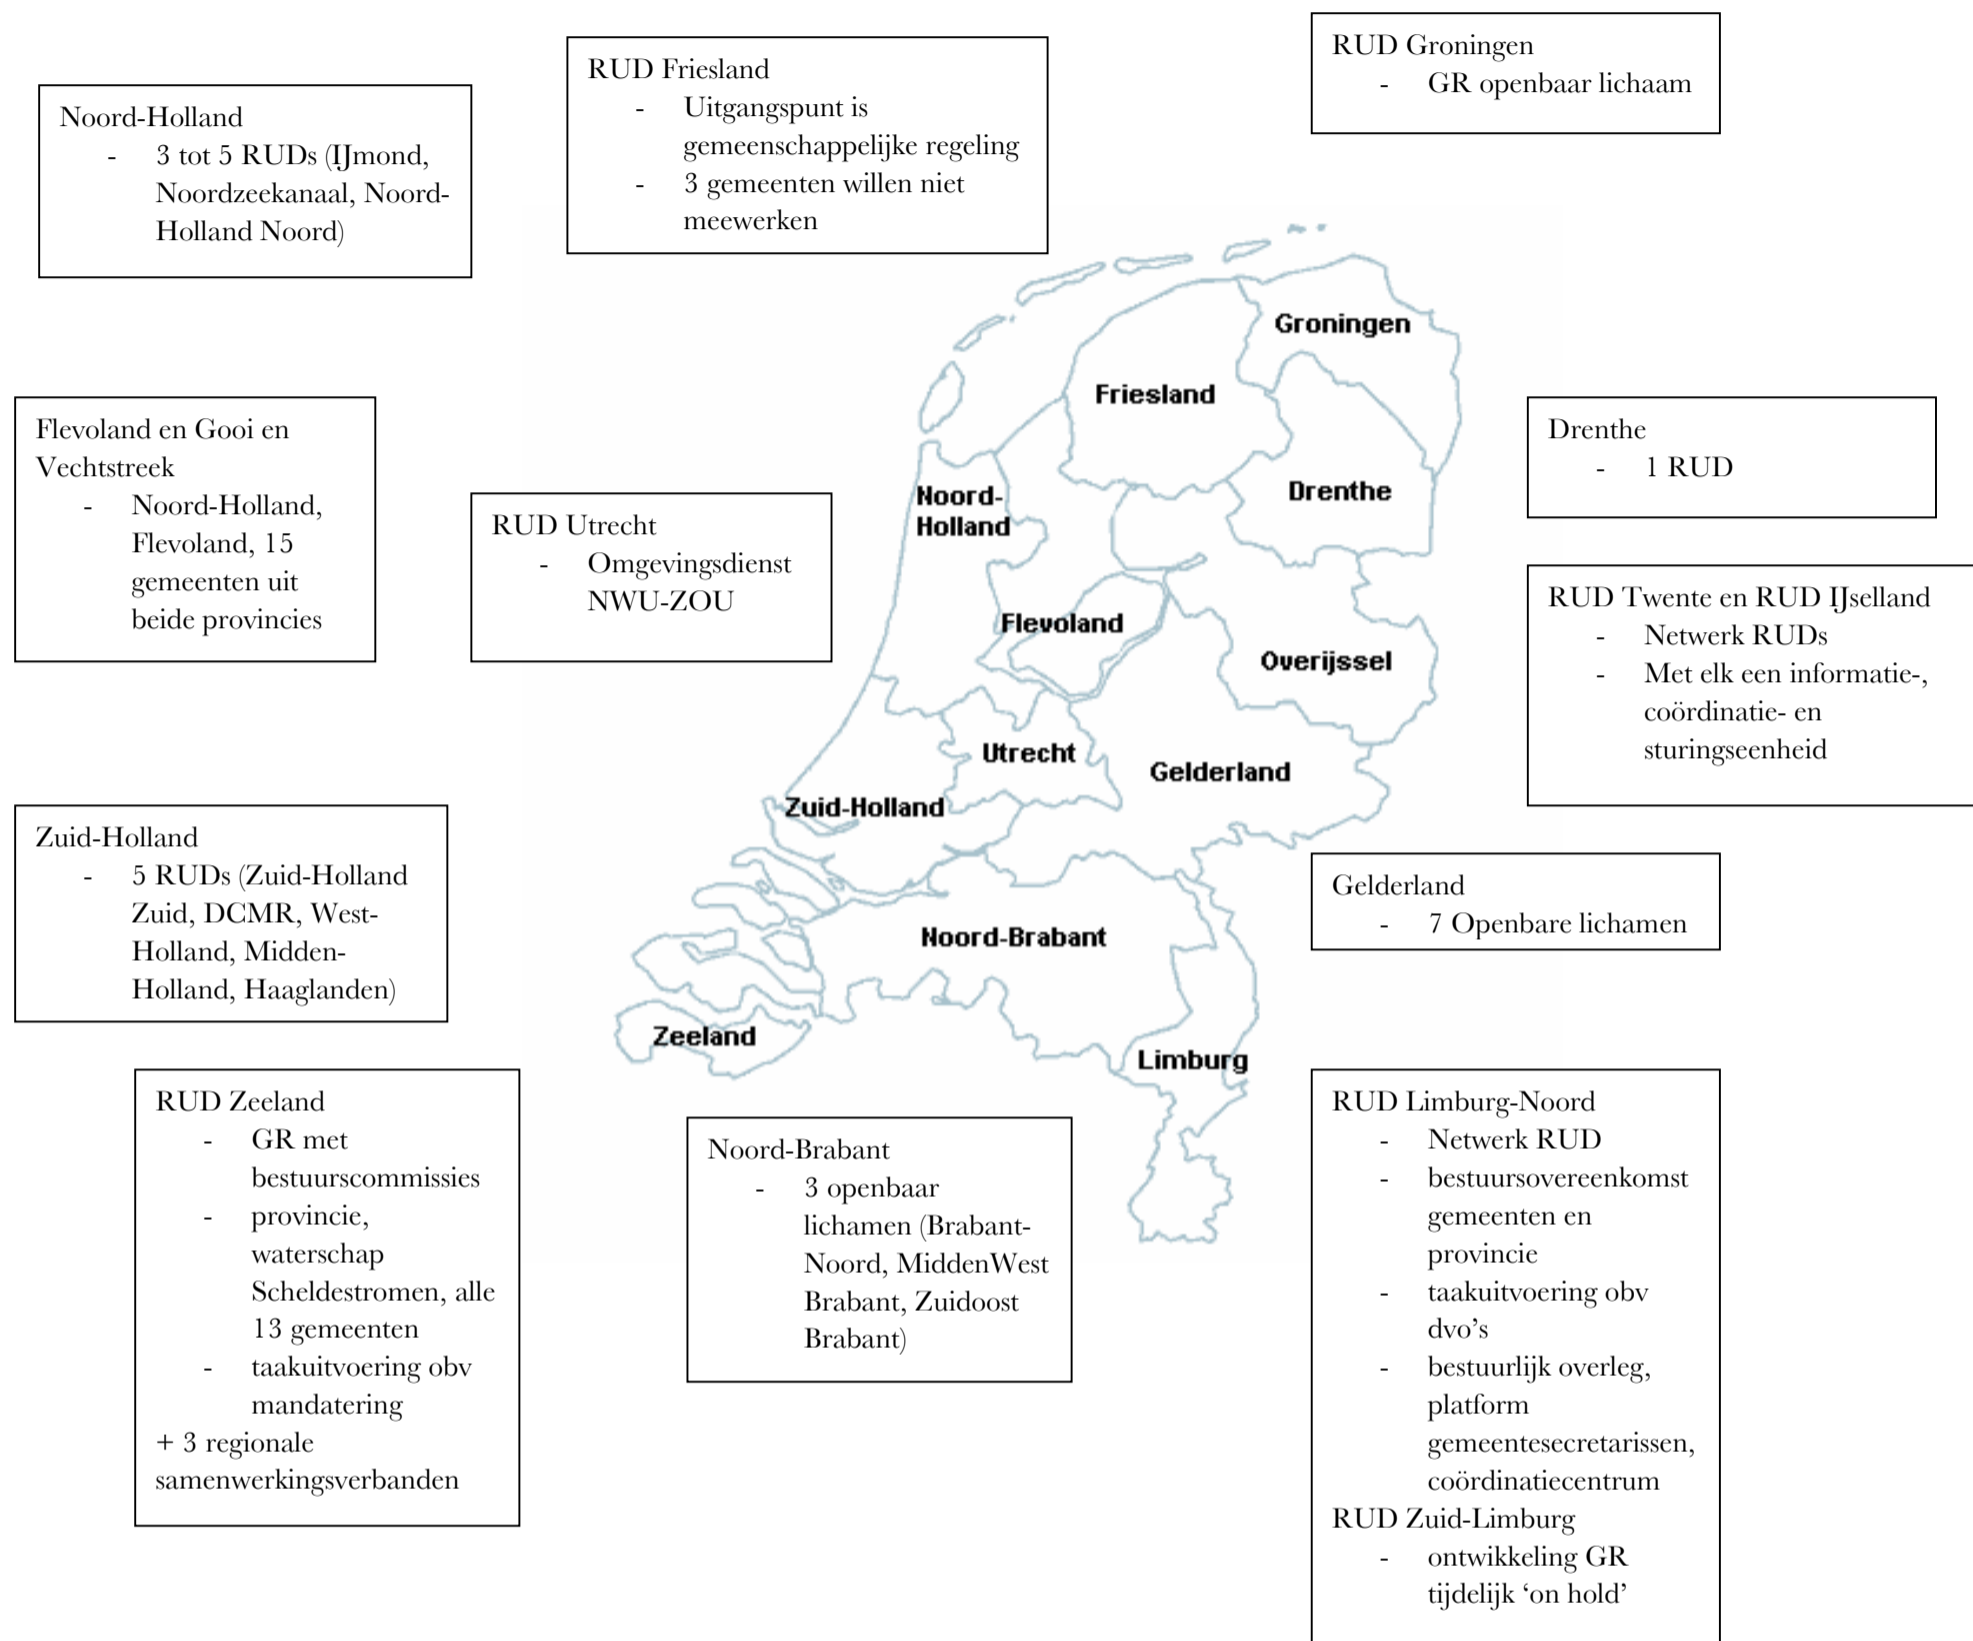 RUD Groningen
- GR openbaar lichaam
RUD Friesland
- Uitgangspunt is
gemeenschappelijke regeling
- 3 gemeenten willen niet
meewerken
Noord-Holland
- 3 tot 5 RUDs (IJmond,
Noordzeekanaal, Noord-
Holland Noord)
Flevoland en Gooi en
Vechtstreek
- Noord-Holland,
Flevoland, 15
gemeenten uit
beide provincies
RUD Utrecht
- Omgevingsdienst
NWU-ZOU
Drenthe
- 1 RUD
RUD Twente en RUD IJselland
- Netwerk RUDs
- Met elk een informatie-,
coördinatie- en
sturingseenheid
Groningen
Friesland
Drenthe
Noord-
Holland
Flevoland
Overijssel
Utrecht
Gelderland
Zuid-Holland
Noord-Brabant
Zeeland
Limburg
Zuid-Holland
- 5 RUDs (Zuid-Holland
Zuid, DCMR, West-
Holland, Midden-
Holland, Haaglanden)
Gelderland
- 7 Openbare lichamen
RUD Zeeland
- GR met
bestuurscommissies
- provincie,
waterschap
Scheldestromen, alle
13 gemeenten
- taakuitvoering obv
mandatering
+ 3 regionale
samenwerkingsverbanden
Noord-Brabant
- 3 openbaar
lichamen (Brabant-
Noord, MiddenWest
Brabant, Zuidoost
Brabant)
RUD Limburg-Noord
- Netwerk RUD
- bestuursovereenkomst
gemeenten en
provincie
- taakuitvoering obv
dvo’s
- bestuurlijk overleg,
platform
gemeentesecretarissen,
coördinatiecentrum
RUD Zuid-Limburg
- ontwikkeling GR
tijdelijk ‘on hold’